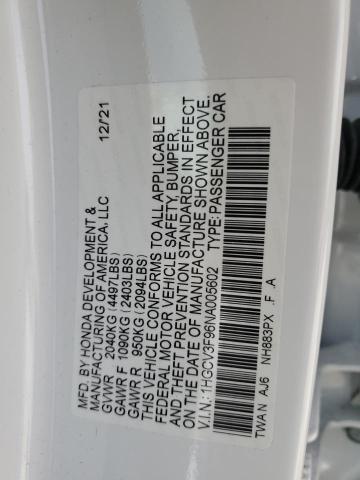 MFD. BY HONDA DEVELOPMENT &
MANUFACTURING OF AMERICA, LLC 12/21
GVWR 2040KG (4497LBS)
GAWR F 1090KG (2403LBS)
GAWR R 950KG (2094LBS)
THIS VEHICLE CONFORMS TO ALL APPLICABLE
FEDERAL MOTOR VEHICLE SAFETY, BUMPER,
AND THEFT PREVENTION STANDARDS IN EFFECT
ON THE DATE OF MANUFACTURE SHOWN ABOVE.
V.I.N.: 1HGCV3F96NA005602 TYPE: PASSENGER CAR
TWAN AJ6 NH883PX .F .A